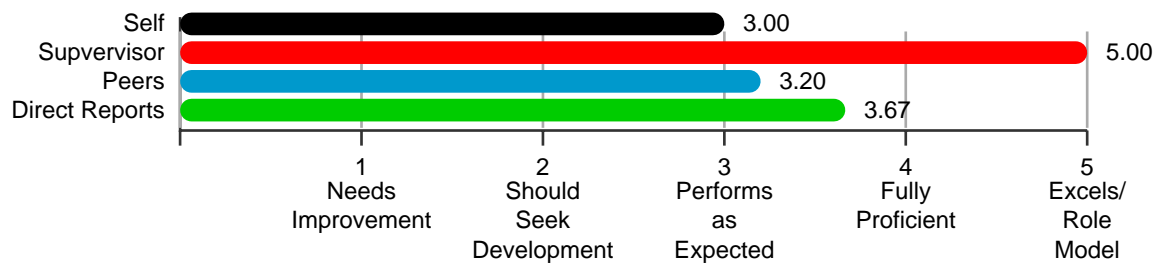 Self 3.00
Supvervisor 5.00
Peers 3.20
Direct Reports 3.67
1 2 3 4 5
Needs Should Performs Fully Excels/
Improvement Seek as Proficient Role
Development Expected Model